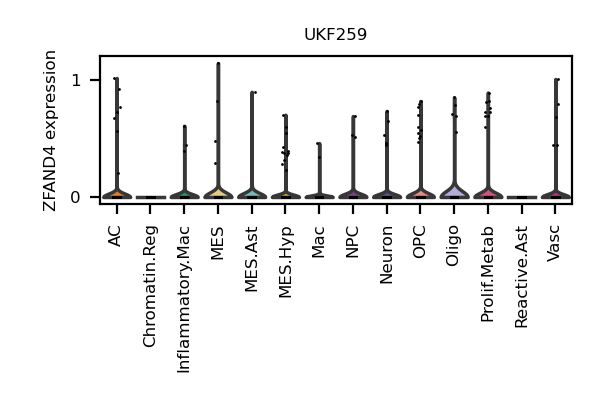 UKF259
ZFAND4 expression
1
0
AC
Chromatin.Reg
Inflammatory.Mac
MES
MES.Ast
MES.Hyp
Mac
NPC
Neuron
OPC
Oligo
Prolif.Metab
Reactive.Ast
Vasc